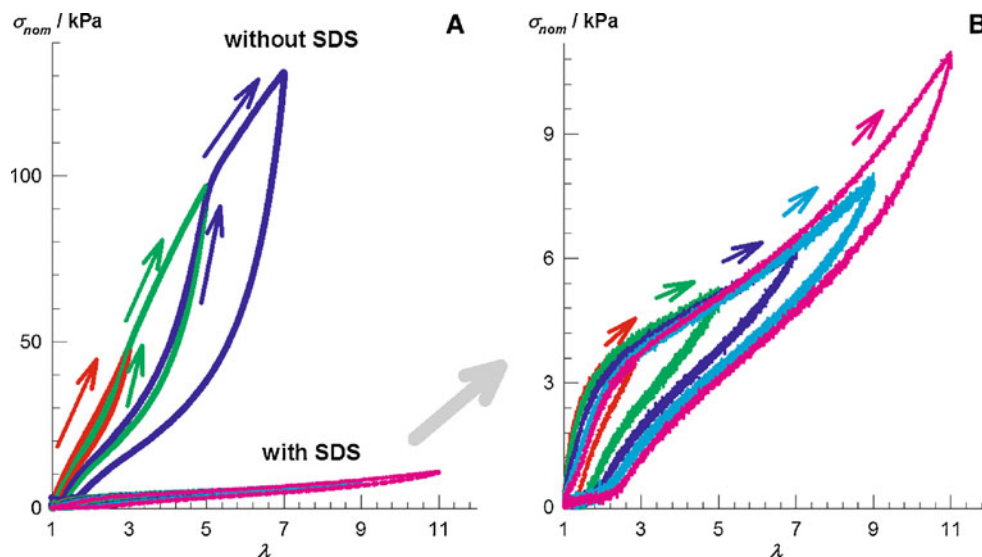 σnom / kPa
A
without SDS
100
50
with SDS
0
1 3 5 7 9 11
λ
σnom / kPa
B
9
6
3
0
1 3 5 7 9 11
λ